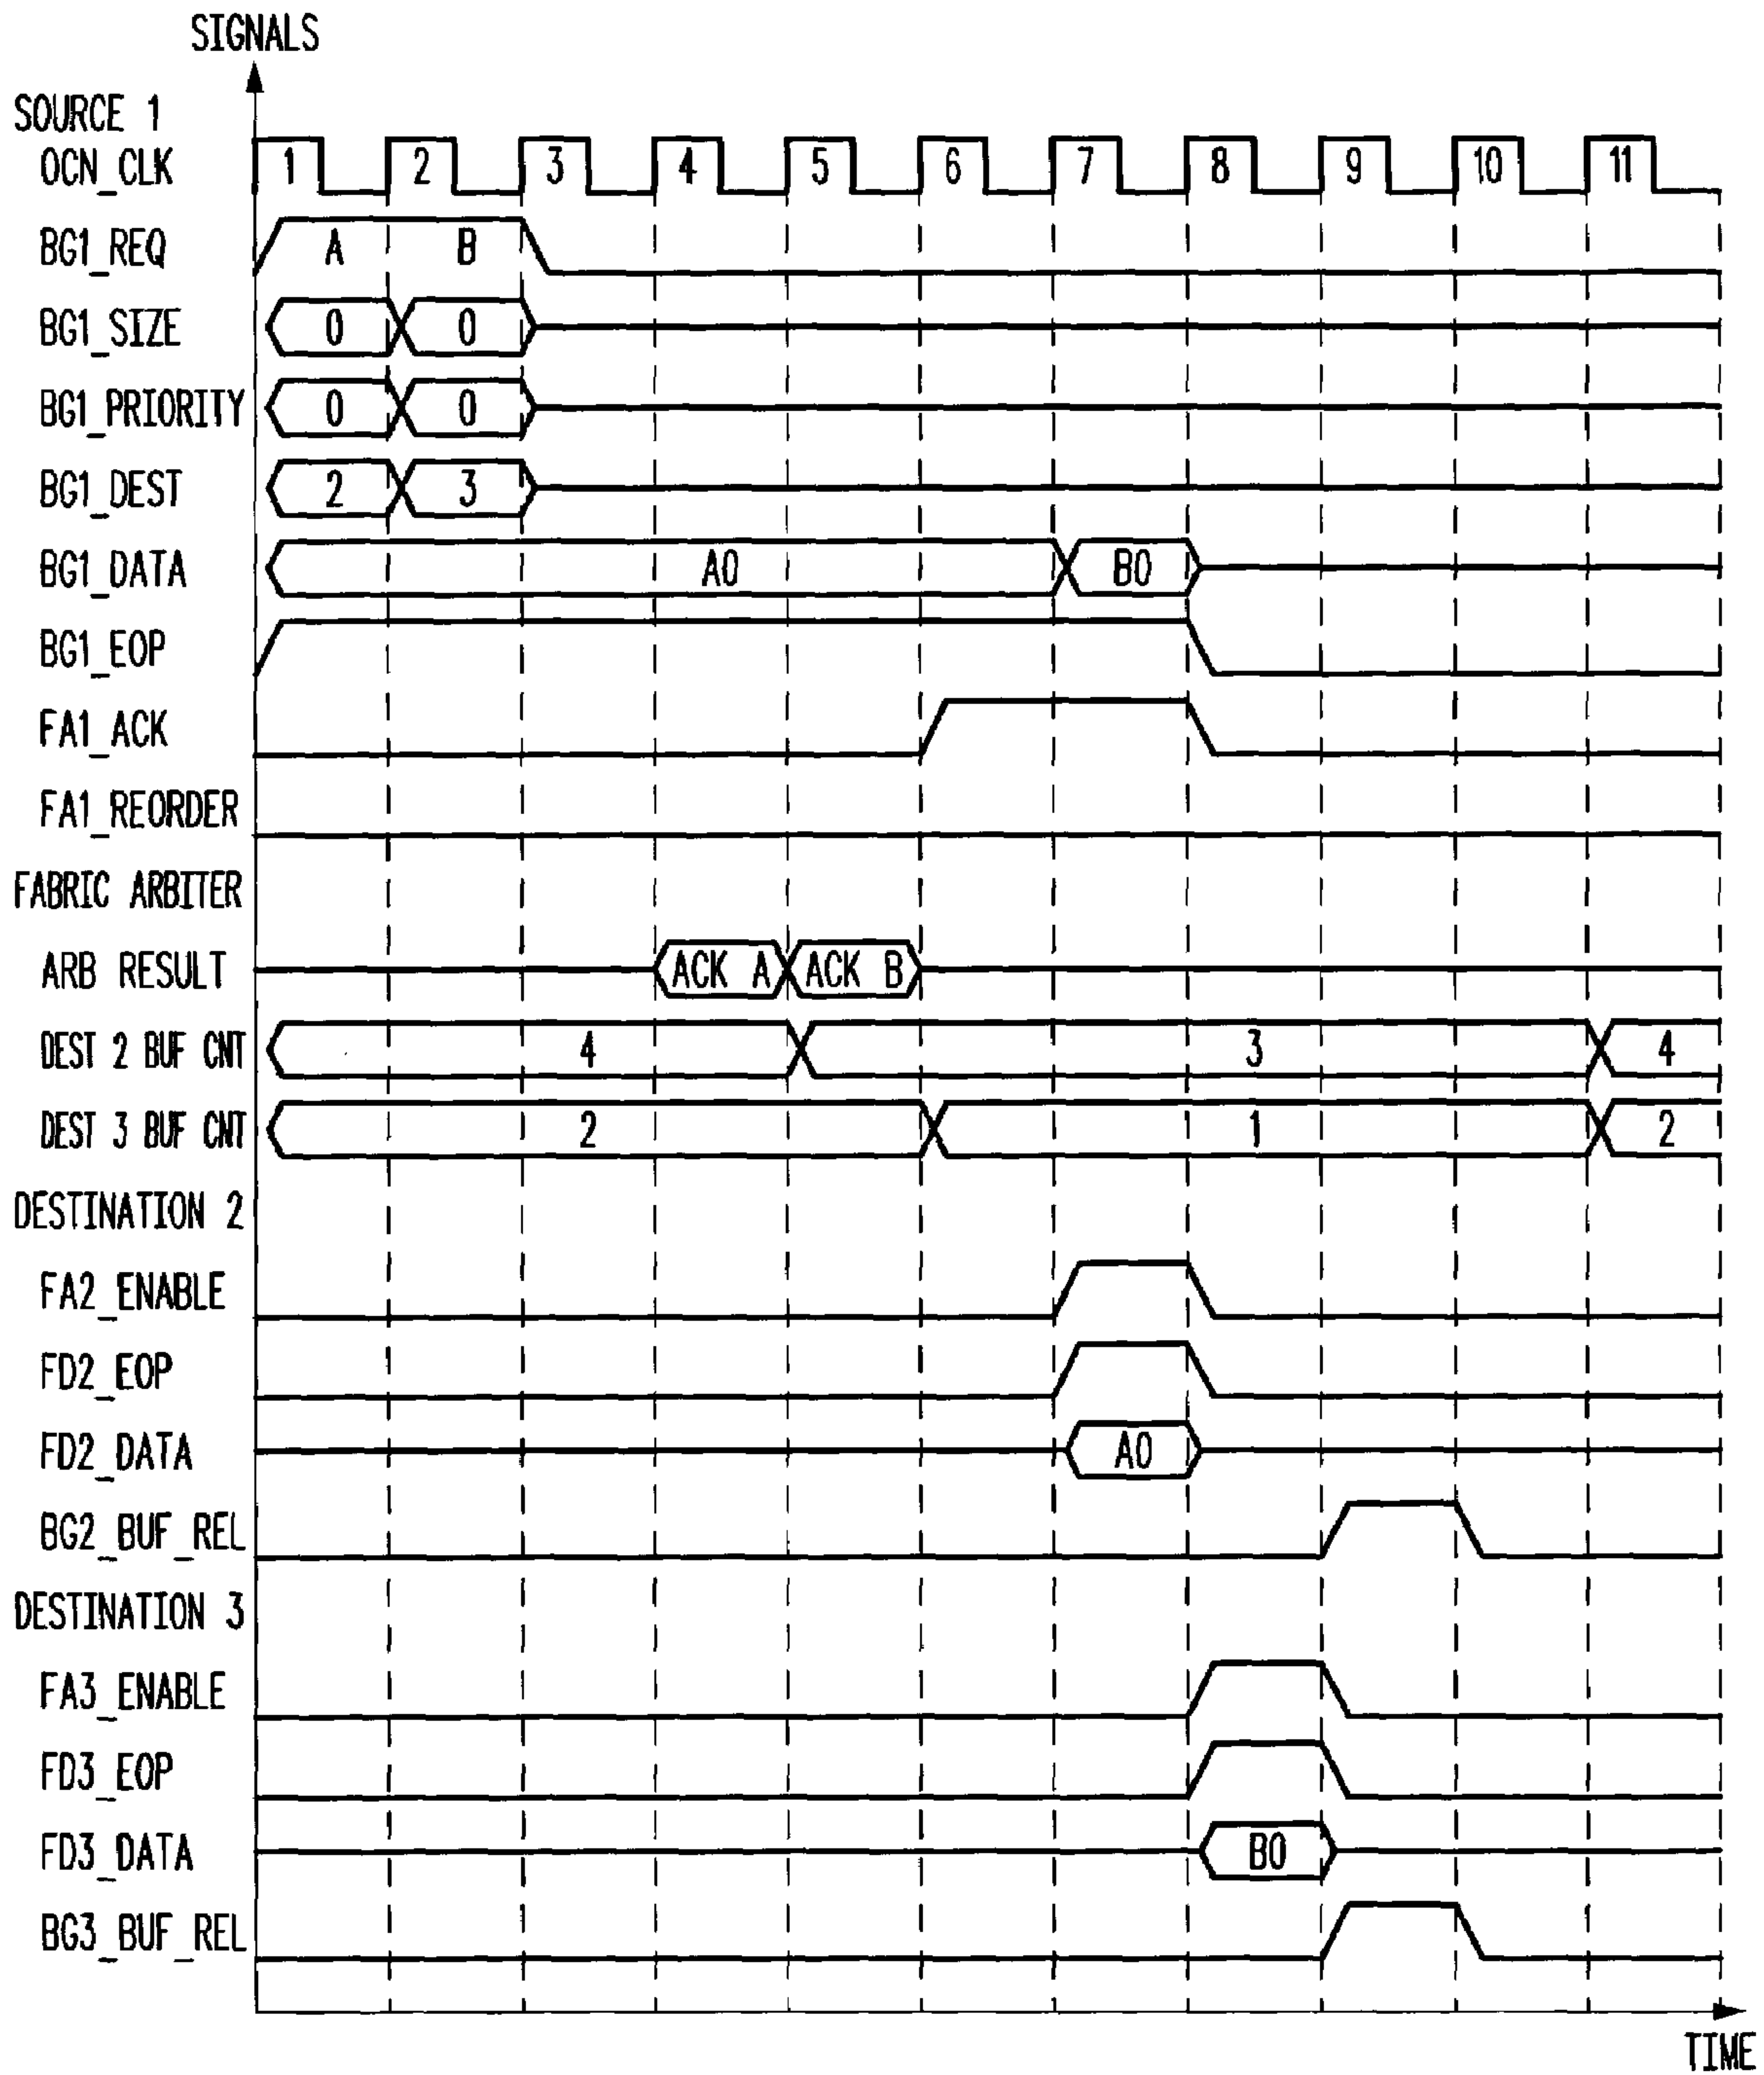 SIGNALS
SOURCE 1
OCN_CLK 1 2 3 4 5 6 7 8 9 10 11
BG1_REQ A B
BG1_SIZE 0 0
BG1_PRIORITY 0 0
BG1_DEST 2 3
BG1_DATA A0 B0
BG1_EOP
FA1_ACK
FA1_REORDER
FABRIC ARBITER
ARB RESULT ACK A ACK B
DEST 2 BUF CNT 4 3 4
DEST 3 BUF CNT 2 1 2
DESTINATION 2
FA2_ENABLE
FD2_EOP
FD2_DATA A0
BG2_BUF_REL
DESTINATION 3
FA3_ENABLE
FD3_EOP
FD3_DATA B0
BG3_BUF_REL
TIME